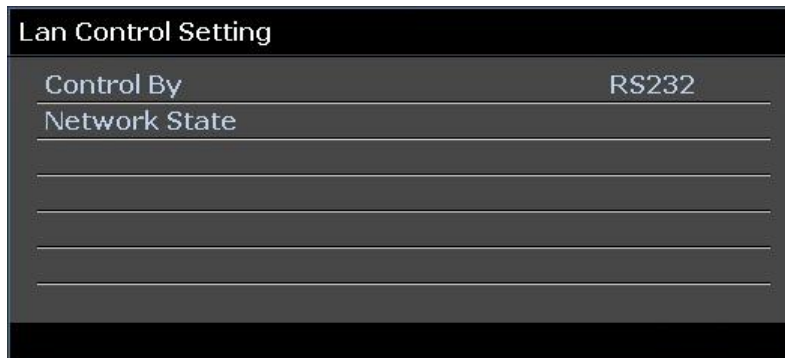 Lan Control Setting
Control By RS232
Network State